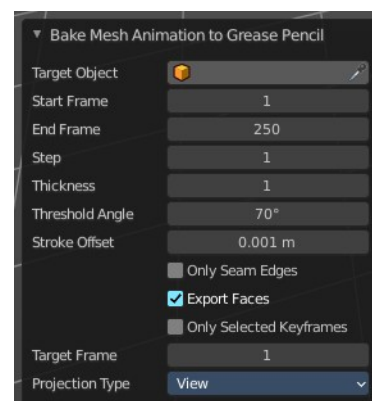 Bake Mesh Animation to Grease Pencil
Target Object
Start Frame 1
End Frame 250
Step 1
Thickness 1
Threshold Angle 70°
Stroke Offset 0.001 m
Only Seam Edges
Export Faces
Only Selected Keyframes
Target Frame 1
Projection Type View